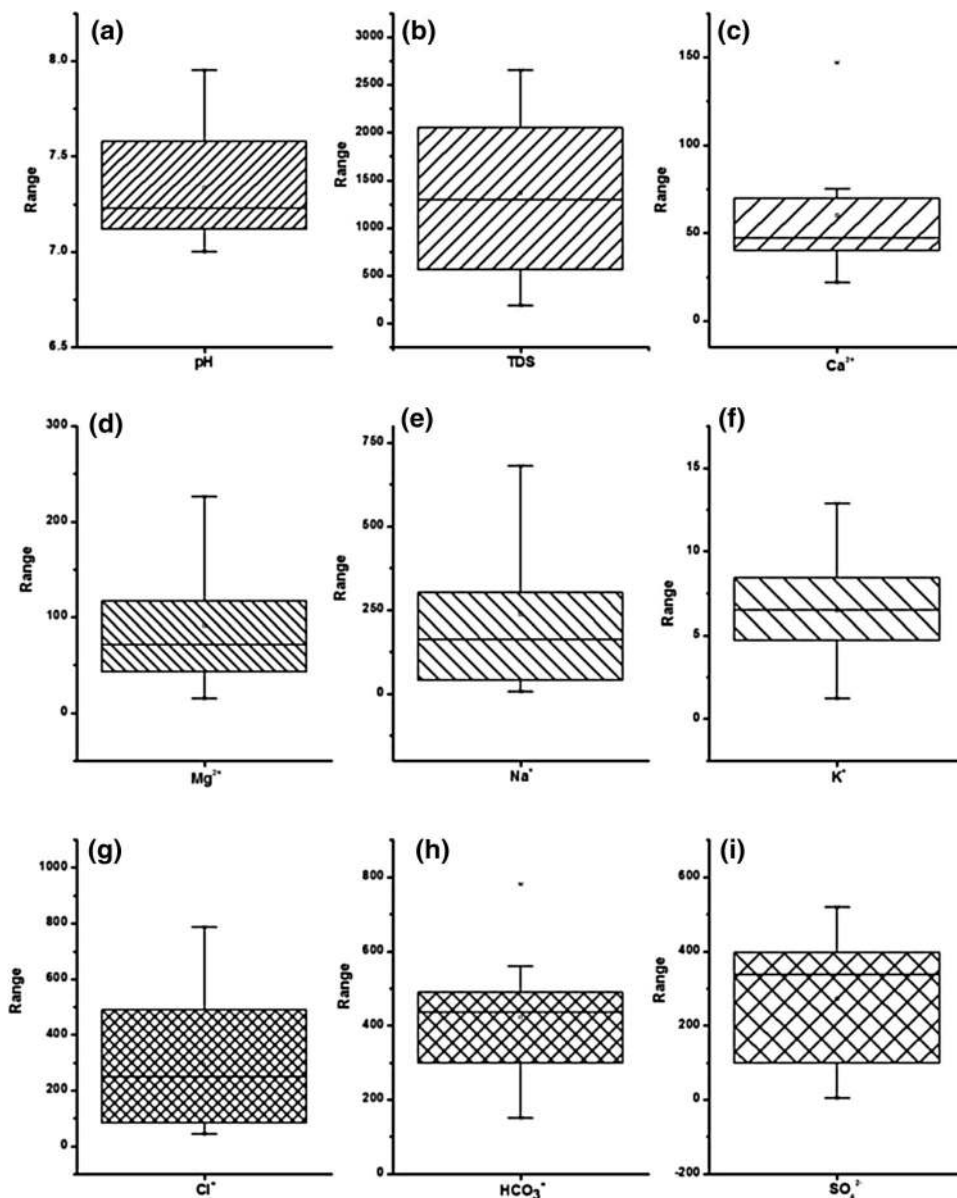 (a)
8.0
7.5
7.0
6.5
Range
pH
(b)
3000
2500
2000
1500
1000
500
0
Range
TDS
(c)
150
100
50
0
Range
Ca²⁺
(d)
300
200
100
0
Range
Mg²⁺
(e)
750
500
250
0
Range
Na⁺
(f)
15
10
5
0
Range
K⁺
(g)
1000
800
600
400
200
0
Range
Cl⁻
(h)
800
600
400
200
0
Range
HCO₃⁻
(i)
600
400
200
0
-200
Range
SO₄²⁻